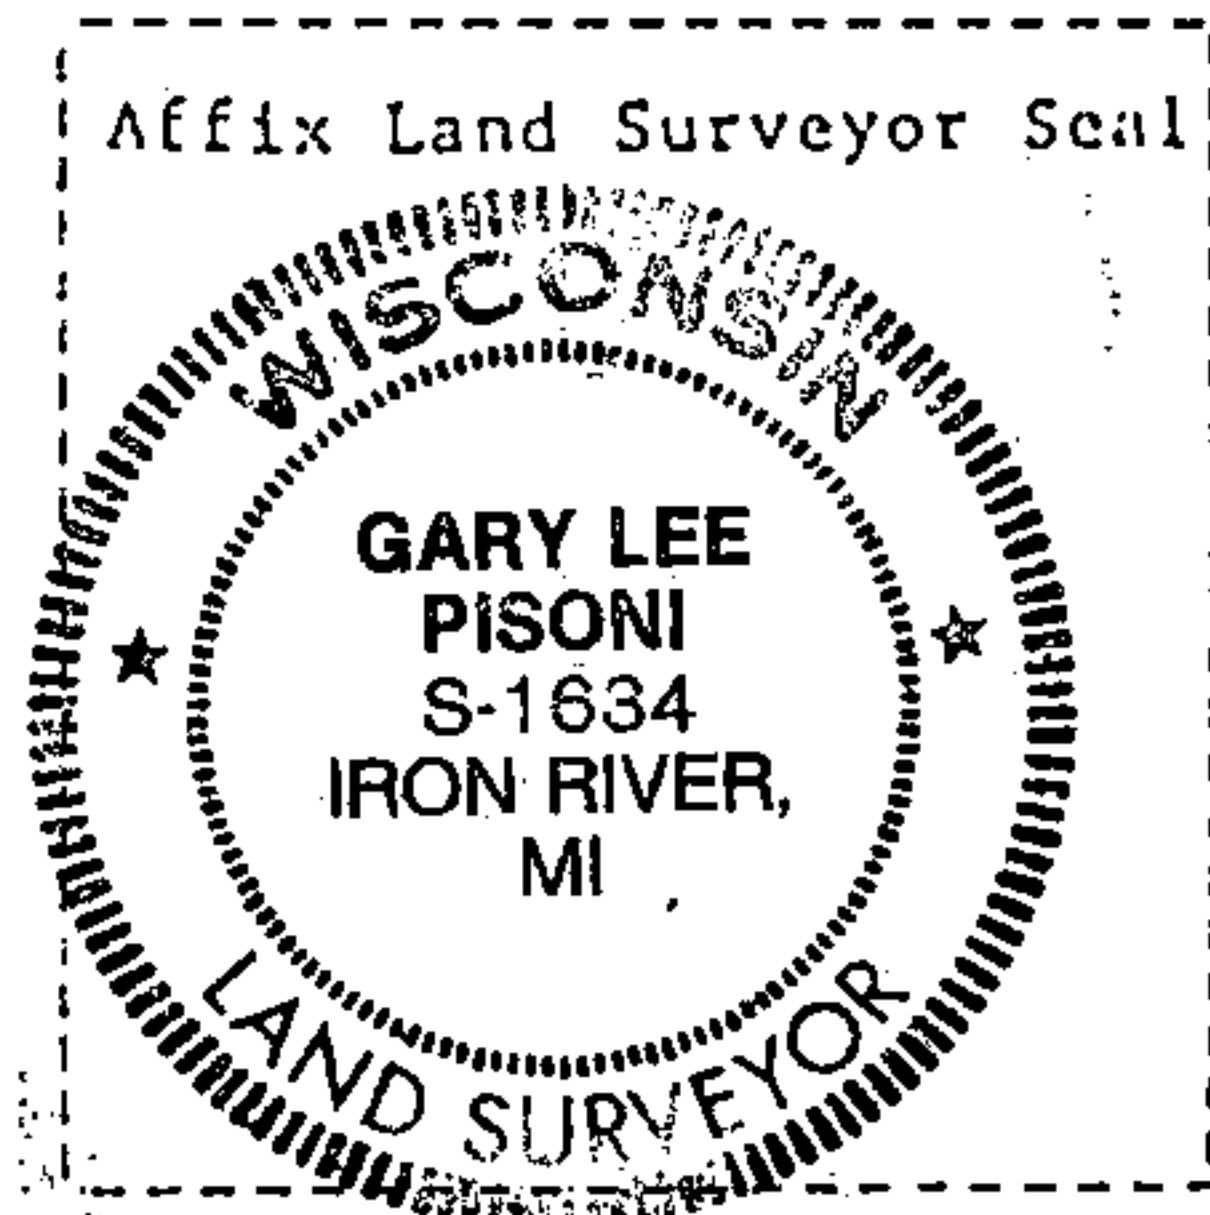 Affix Land Surveyor Seal
WISCONSIN
GARY LEE
PISONI
S-1634
IRON RIVER,
MI
LAND SURVEYOR